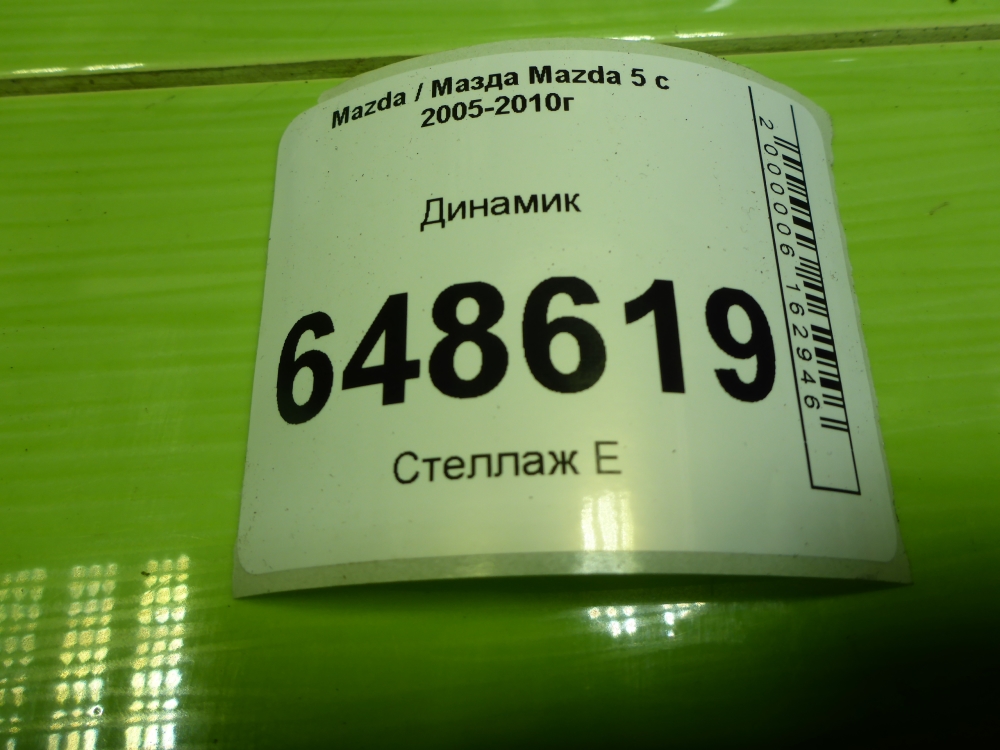 Mazda / Мазда Mazda 5 с
2005-2010г
Динамик
648619
Стеллаж Е
2000006162946